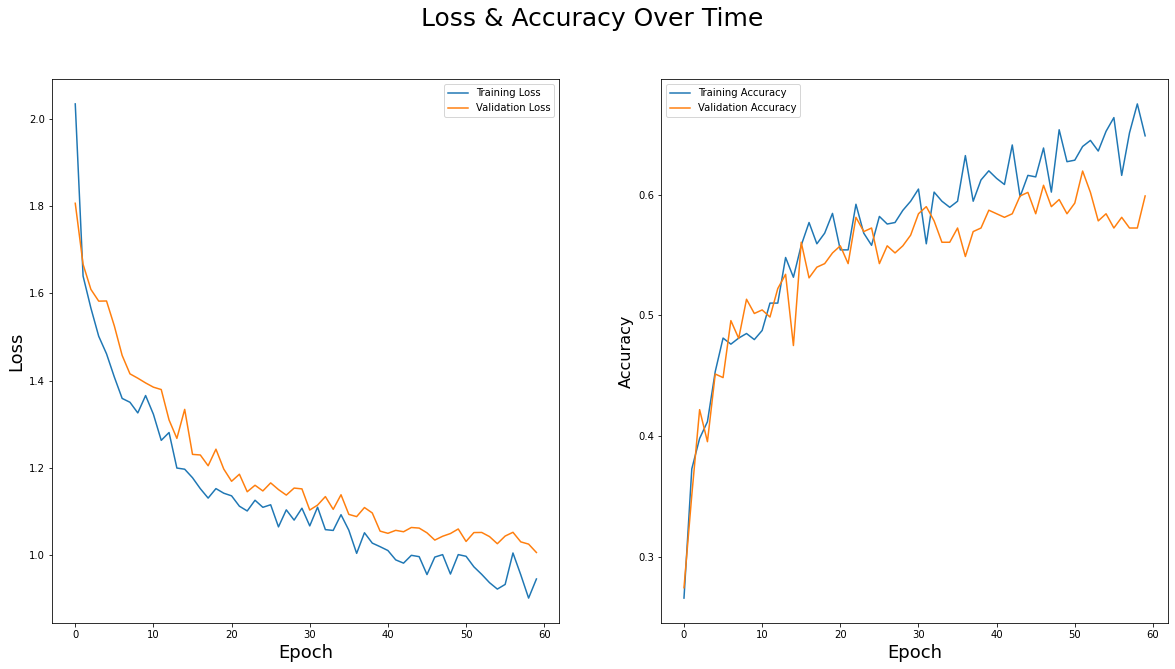 Loss & Accuracy Over Time
Training Loss
Validation Loss
2.0
1.8
1.6
1.4
1.2
1.0
Loss
0 10 20 30 40 50 60
Epoch
Training Accuracy
Validation Accuracy
0.6
0.5
0.4
0.3
Accuracy
0 10 20 30 40 50 60
Epoch